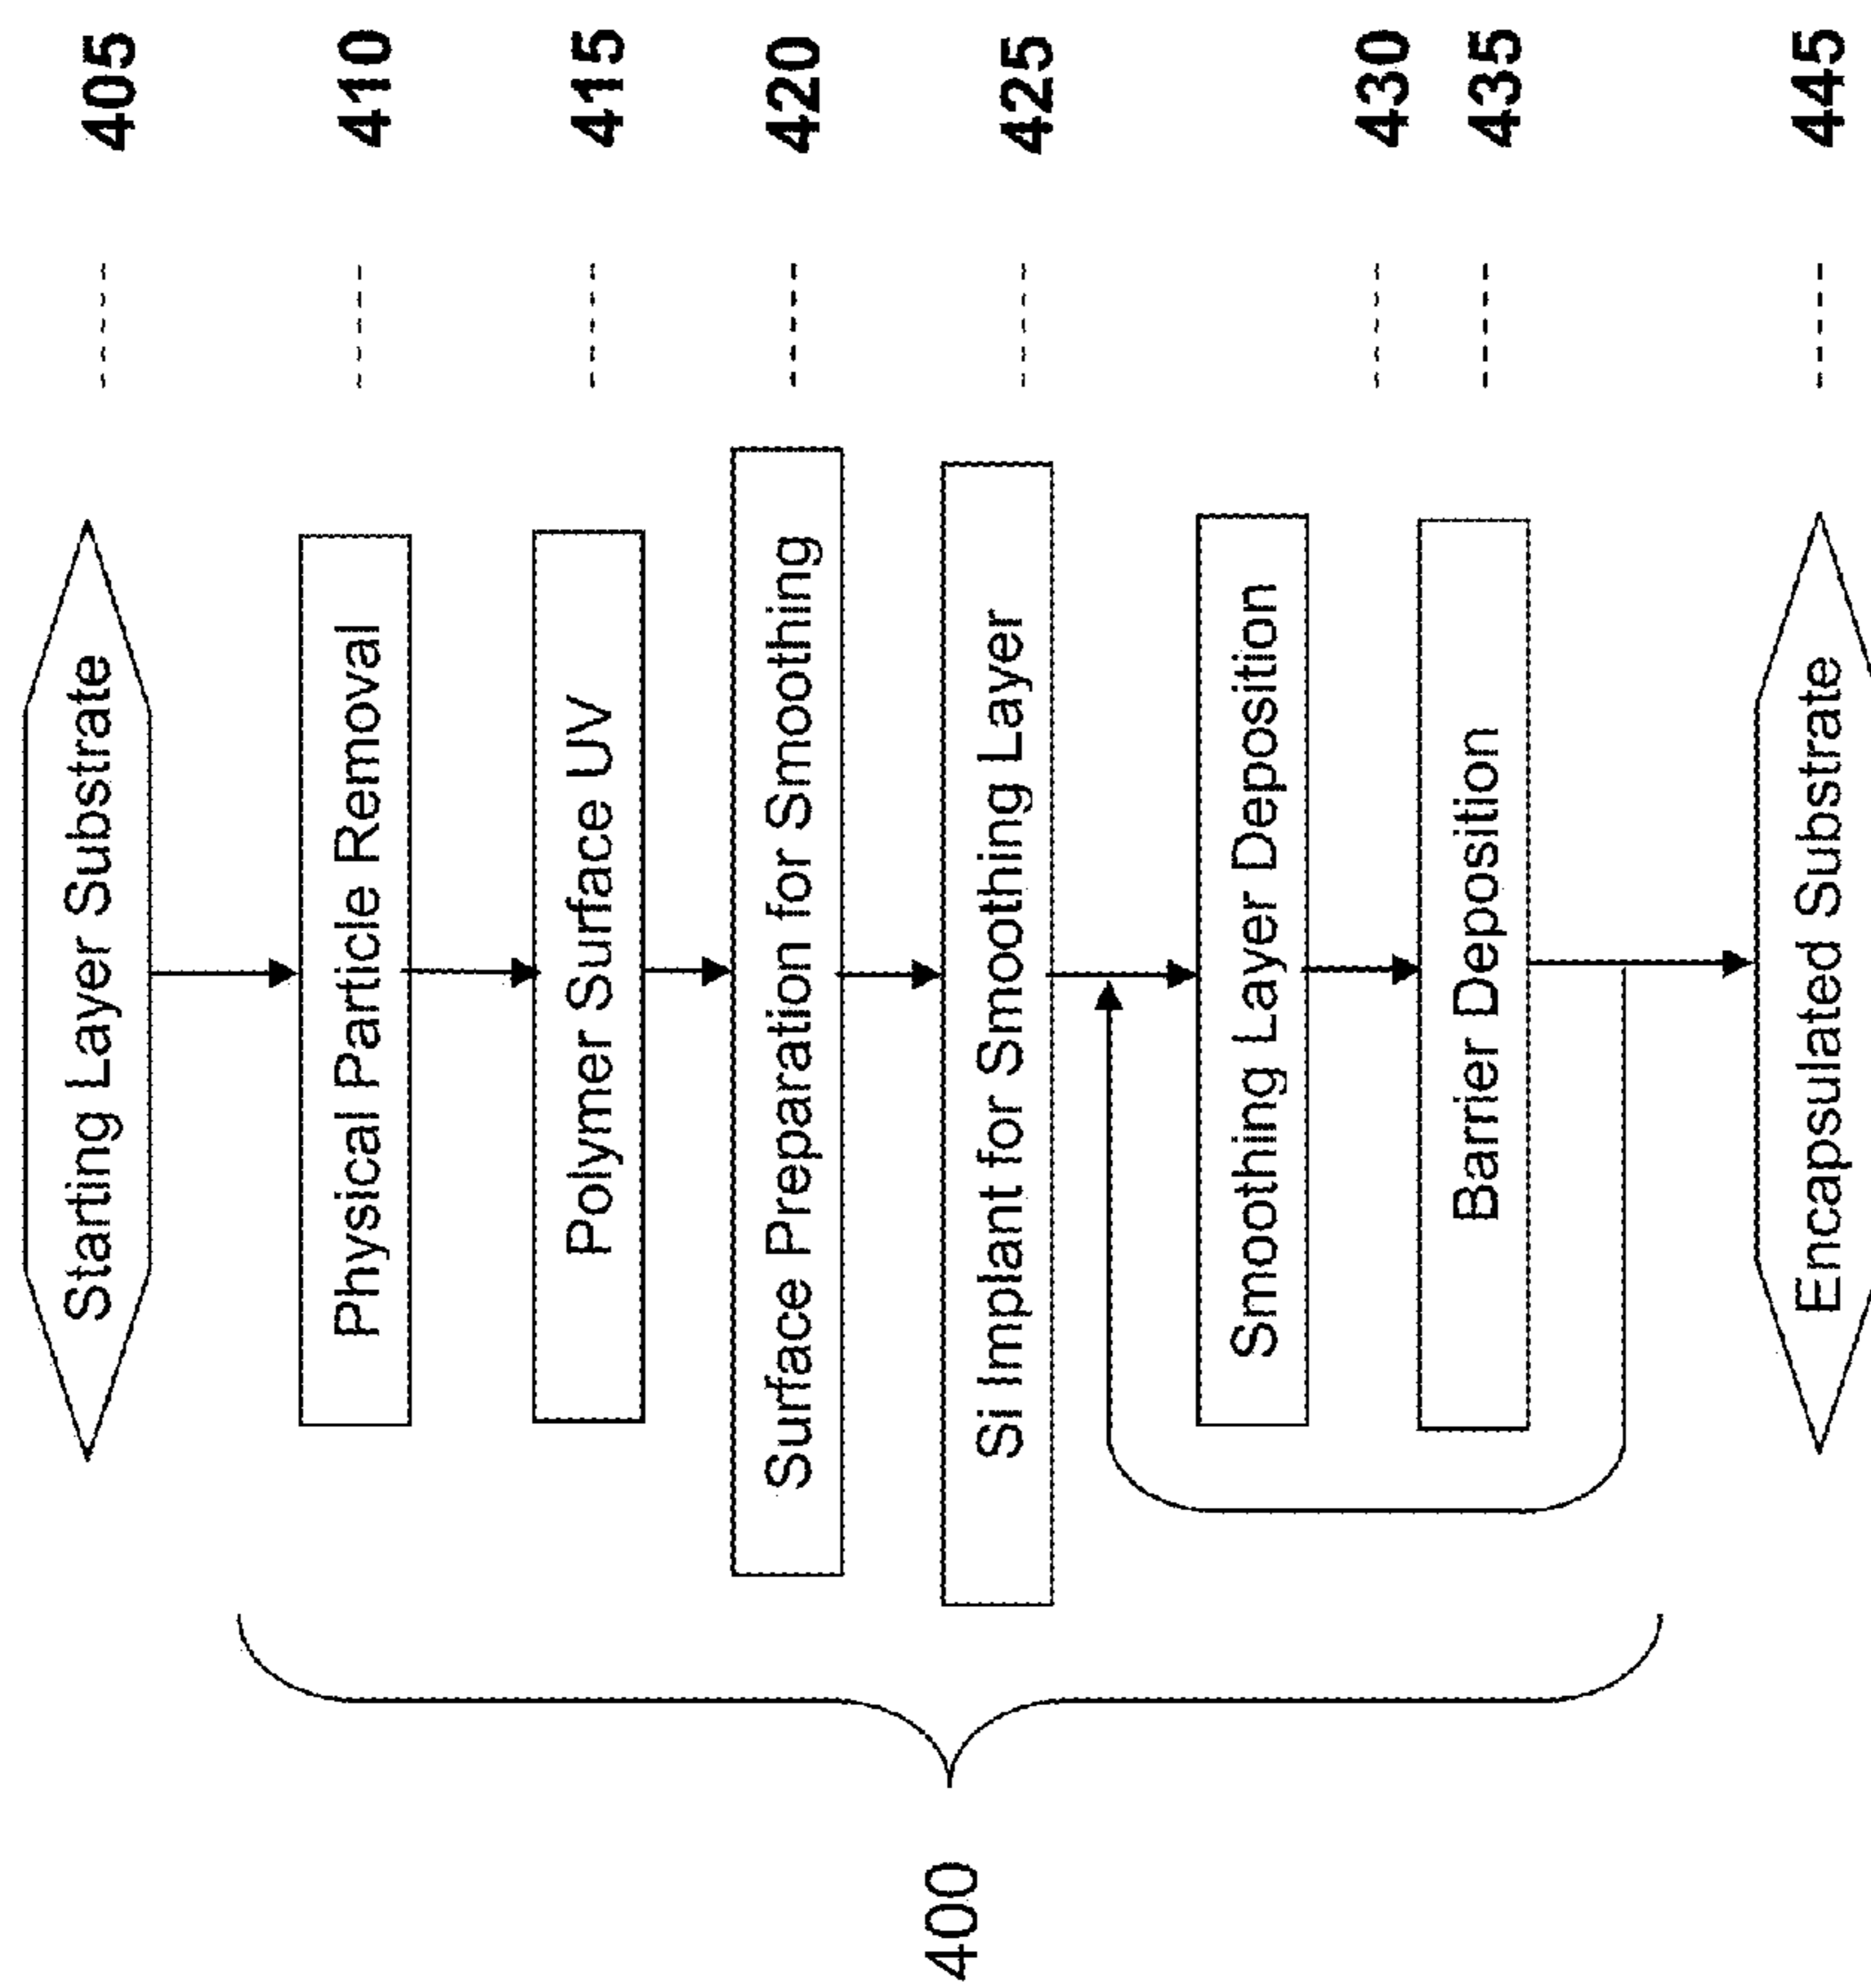 Starting Layer Substrate
405
Physical Particle Removal
410
Polymer Surface UV
415
Surface Preparation for Smoothing
420
Si Implant for Smoothing Layer
425
Smoothing Layer Deposition
430
Barrier Deposition
435
Encapsulated Substrate
445
400